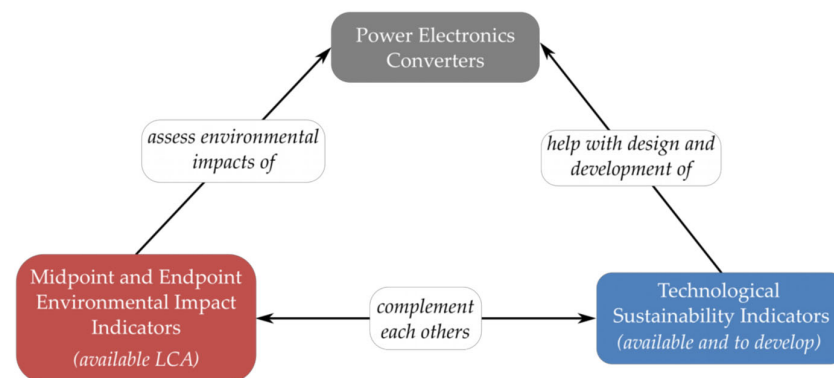 Power Electronics
Converters
assess environmental
impacts of
help with design and
development of
Midpoint and Endpoint
Environmental Impact
Indicators
(available LCA)
complement
each others
Technological
Sustainability Indicators
(available and to develop)